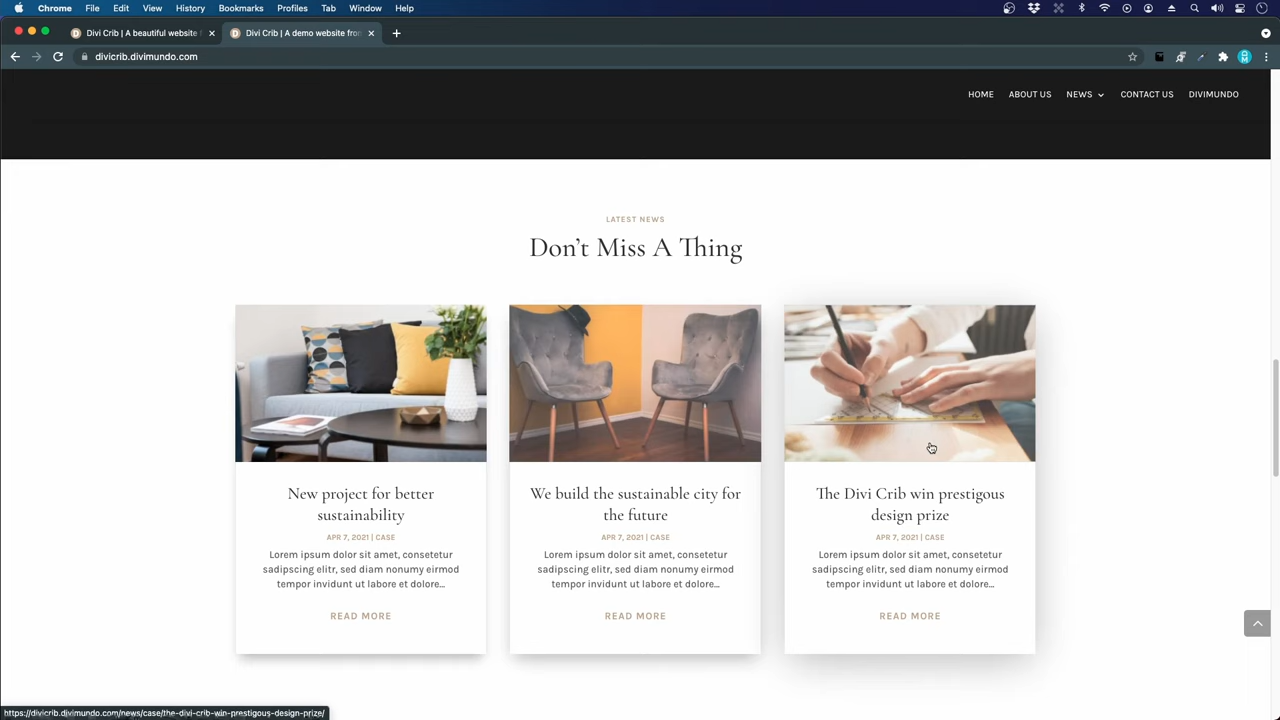 Chrome File Edit View History Bookmarks Profiles Tab Window Help
Divi Crib | A beautiful website
Divi Crib | A demo website from
divicrib.divimundo.com
HOME ABOUT US NEWS CONTACT US DIVIMUNDO
LATEST NEWS
Don't Miss A Thing
New project for better
sustainability
APR 7, 2021 | CASE
Lorem ipsum dolor sit amet, consetetur
sadipscing elitr, sed diam nonumy eirmod
tempor invidunt ut labore et dolore...
READ MORE
We build the sustainable city for
the future
APR 7, 2021 | CASE
Lorem ipsum dolor sit amet, consetetur
sadipscing elitr, sed diam nonumy eirmod
tempor invidunt ut labore et dolore...
READ MORE
The Divi Crib win prestigous
design prize
APR 7, 2021 | CASE
Lorem ipsum dolor sit amet, consetetur
sadipscing elitr, sed diam nonumy eirmod
tempor invidunt ut labore et dolore...
READ MORE
https://divicrib.divimundo.com/news/case/the-divi-crib-win-prestigous-design-prize/